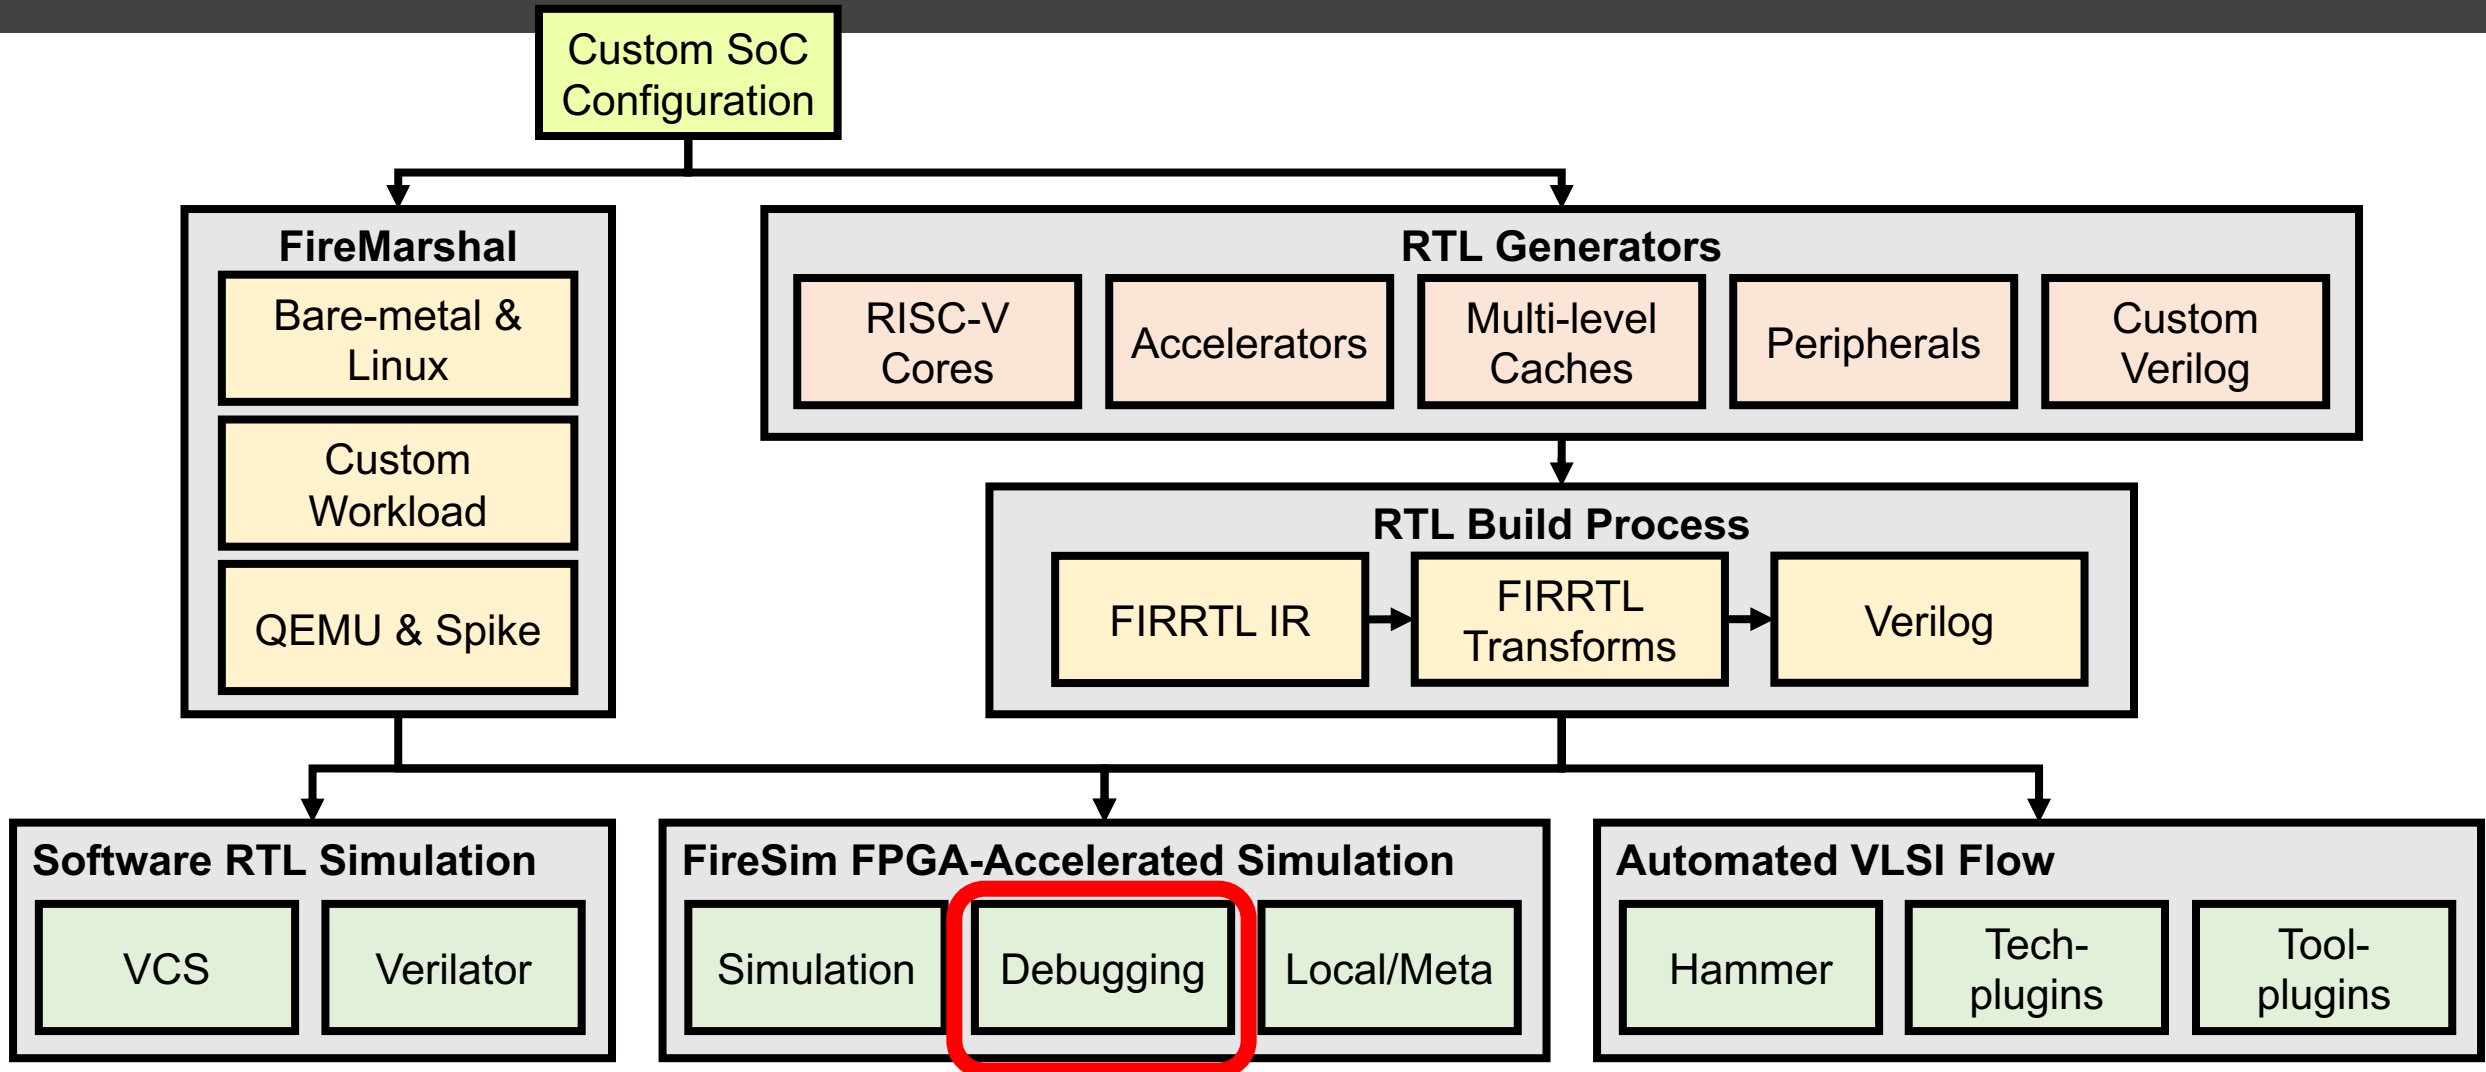 Custom SoC
Configuration
FireMarshal
Bare-metal &
Linux
Custom
Workload
QEMU & Spike
RTL Generators
RISC-V
Cores
Accelerators
Multi-level
Caches
Peripherals
Custom
Verilog
RTL Build Process
FIRRTL IR
FIRRTL
Transforms
Verilog
Software RTL Simulation
VCS
Verilator
FireSim FPGA-Accelerated Simulation
Simulation
Debugging
Local/Meta
Automated VLSI Flow
Hammer
Tech-
plugins
Tool-
plugins